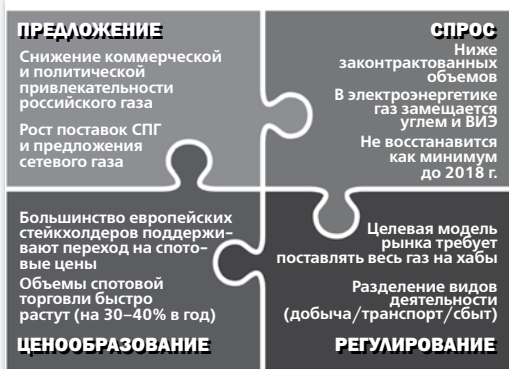 ПРЕДЛОЖЕНИЕ
Снижение коммерческой
и политической
привлекательности
российского газа
Рост поставок СПГ
и предложения
сетевого газа
СПРОС
Ниже
законтрактованных
объемов
В электроэнергетике
газ замещается
углем и ВИЭ
Не восстанавится
как минимум
до 2018 г.
Большинство европейских
стейкхолдеров поддержи-
вают переход на спото-
вые цены
Объемы спотовой
торговли быстро
растут (на 30–40% в год)
ЦЕНООБРАЗОВАНИЕ
Целевая модель
рынка требует
поставлять весь газ на хабы
Разделение видов
деятельности
(добыча/транспорт/сбыт)
РЕГУЛИРОВАНИЕ